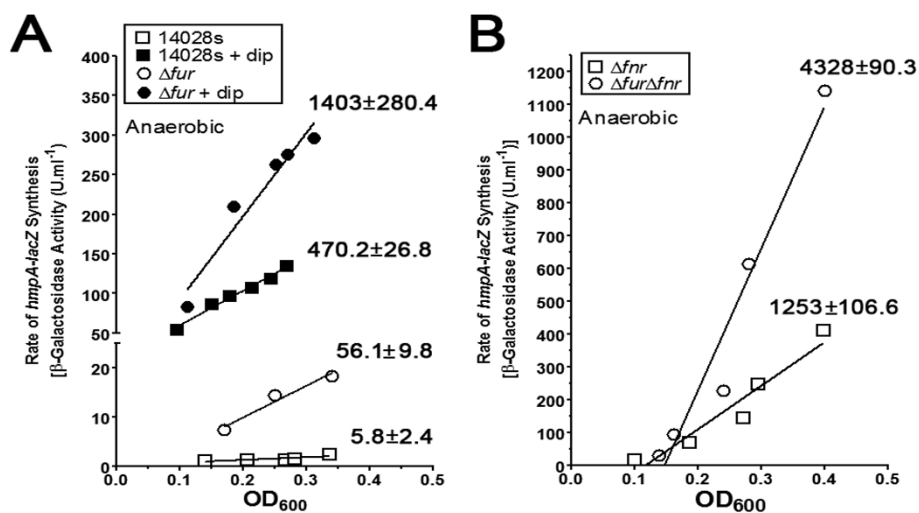 A
14028s
14028s + dip
Δfur
Δfur + dip
Anaerobic
1403±280.4
470.2±26.8
56.1±9.8
5.8±2.4
Rate of hmpA-lacZ Synthesis
[β-Galactosidase Activity (U.ml⁻¹)]
400
350
300
250
200
150
100
50
20
10
0
0.0 0.1 0.2 0.3 0.4 0.5
OD₆₀₀
B
Δfnr
ΔfurΔfnr
Anaerobic
4328±90.3
1253±106.6
Rate of hmpA-lacZ Synthesis
[β-Galactosidase Activity (U.ml⁻¹)]
1200
1100
1000
900
800
700
600
500
400
300
200
100
0
0.0 0.1 0.2 0.3 0.4 0.5
OD₆₀₀